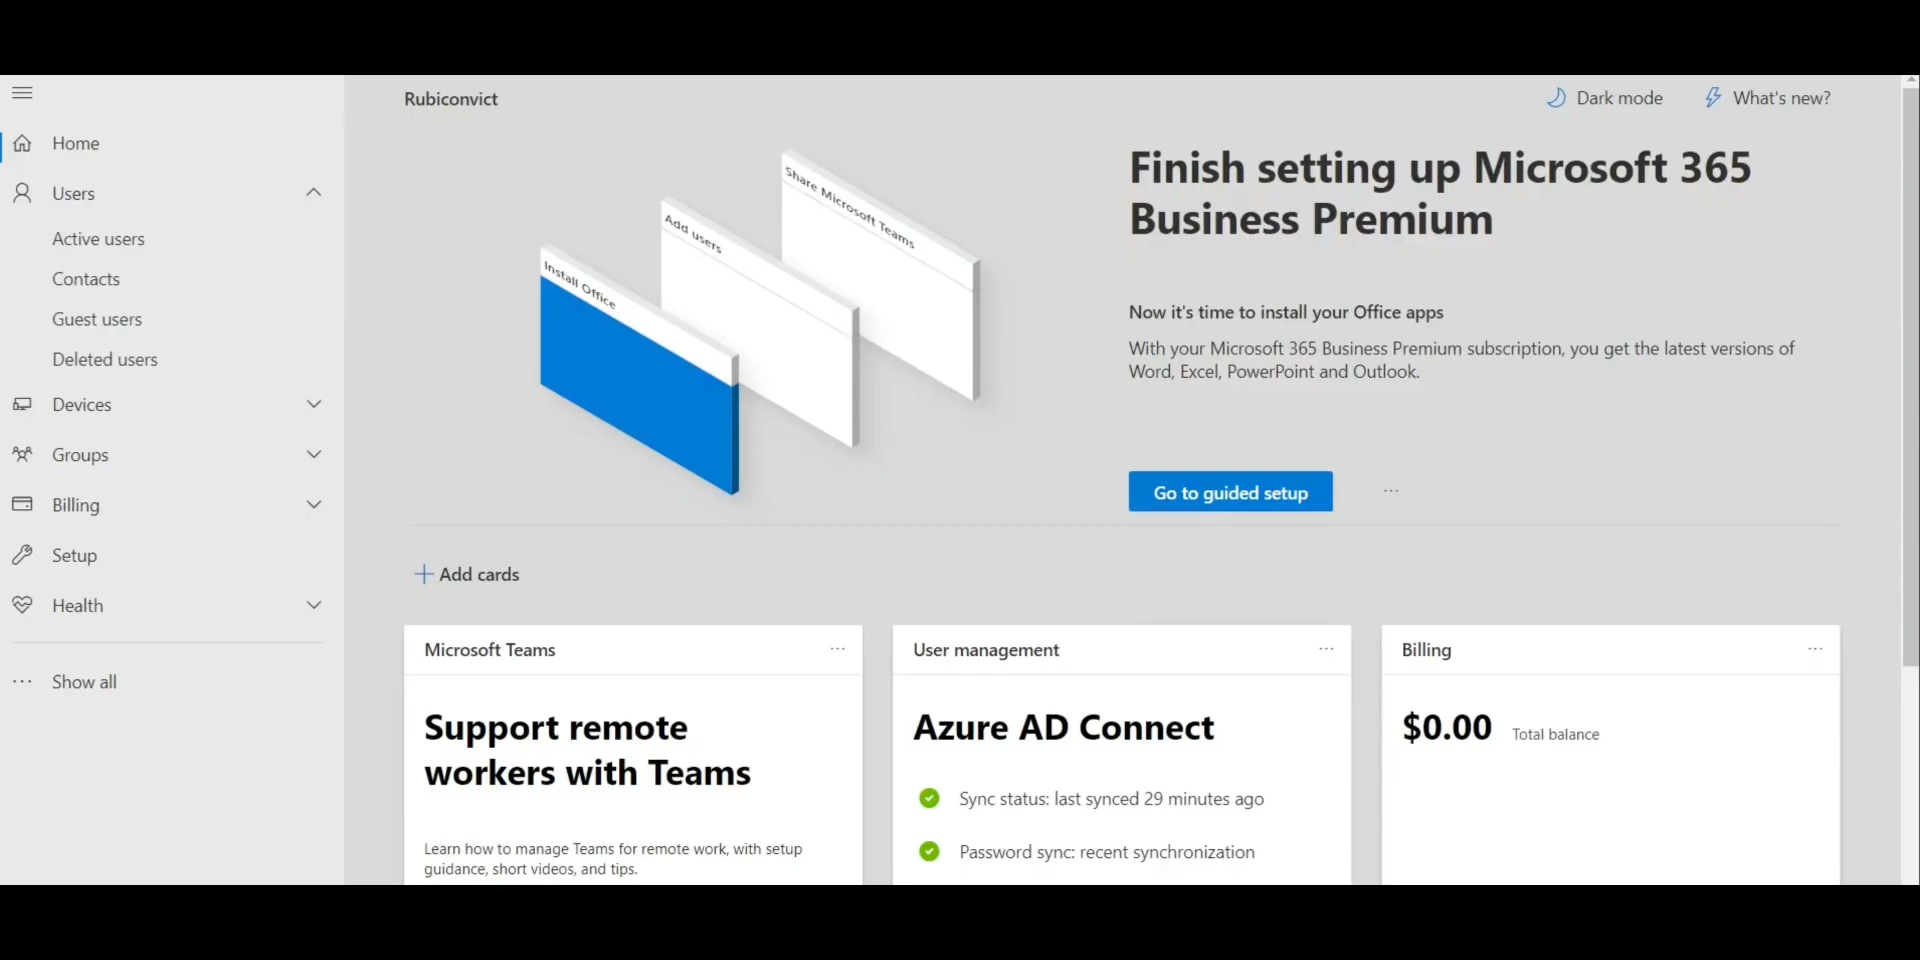 Rubiconvict
Dark mode
What's new?
Home
Users
Active users
Contacts
Guest users
Deleted users
Devices
Groups
Billing
Setup
Health
Show all
Install Office
Add users
Share Microsoft Teams
Finish setting up Microsoft 365
Business Premium
Now it's time to install your Office apps
With your Microsoft 365 Business Premium subscription, you get the latest versions of
Word, Excel, PowerPoint and Outlook.
Go to guided setup
Add cards
Microsoft Teams
Support remote
workers with Teams
Learn how to manage Teams for remote work, with setup
guidance, short videos, and tips.
User management
Azure AD Connect
Sync status: last synced 29 minutes ago
Password sync: recent synchronization
Billing
$0.00 Total balance